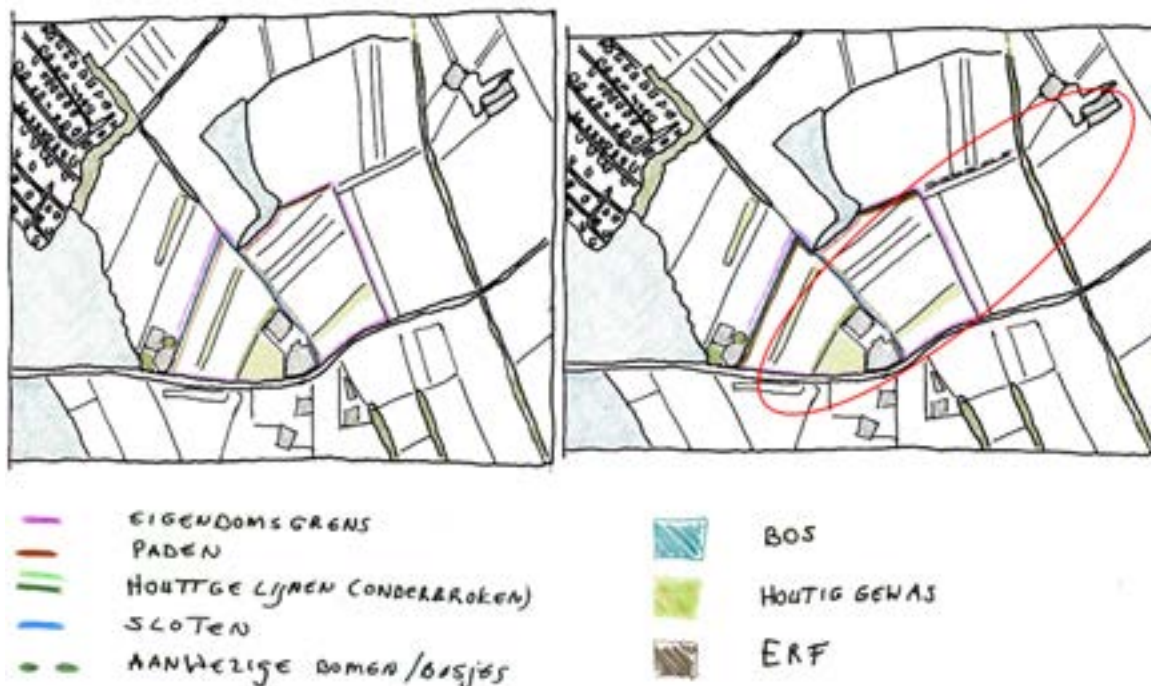 EIGENDOMSGRENS
PADEN
HOUTIGE LIJNEN (ONDERBROKEN)
SLOTEN
AANWEZIGE BOMEN/BOSJES
BOS
HOUTIG GEWAS
ERF